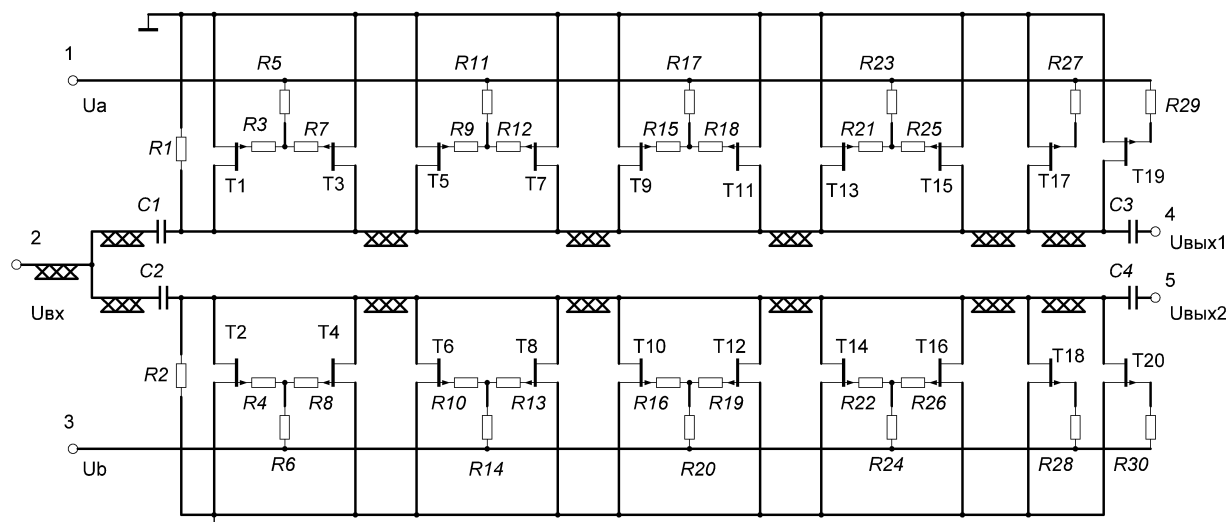 1
R5
R11
R17
R23
R27
Ua
R29
R3
R7
R9
R12
R15
R18
R21
R25
R1
T1
T3
T5
T7
T9
T11
T13
T15
T17
T19
C1
C3
4
2
Uвых1
C2
C4
5
Uвх
Uвых2
T2
T4
T6
T8
T10
T12
T14
T16
T18
T20
R2
R4
R8
R10
R13
R16
R19
R22
R26
3
Ub
R6
R14
R20
R24
R28
R30